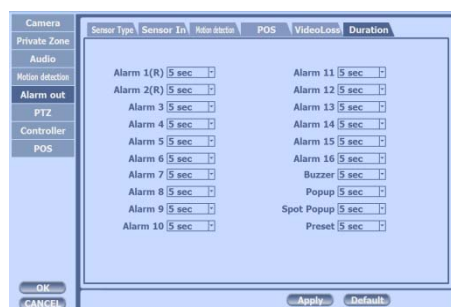 Camera
Private Zone
Audio
Motion detection
Alarm out
PTZ
Controller
POS
OK
CANCEL
Sensor Type Sensor In Motion detection POS VideoLoss Duration
Alarm 1(R) 5 sec Alarm 11 5 sec
Alarm 2(R) 5 sec Alarm 12 5 sec
Alarm 3 5 sec Alarm 13 5 sec
Alarm 4 5 sec Alarm 14 5 sec
Alarm 5 5 sec Alarm 15 5 sec
Alarm 6 5 sec Alarm 16 5 sec
Alarm 7 5 sec Buzzer 5 sec
Alarm 8 5 sec Popup 5 sec
Alarm 9 5 sec Spot Popup 5 sec
Alarm 10 5 sec Preset 5 sec
Apply Default